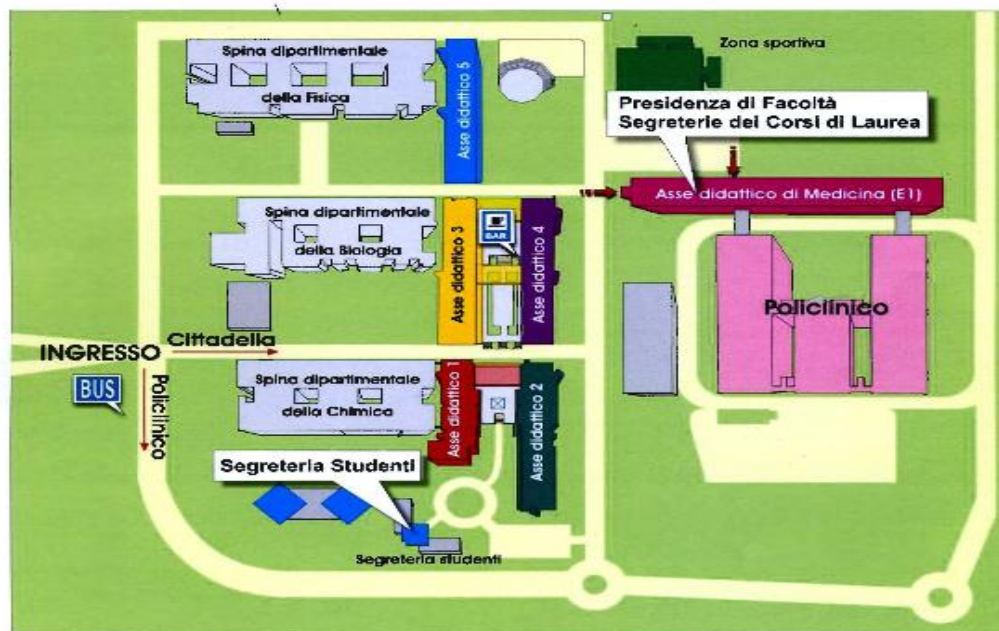 Spina dipartimentale
della Fisica
Asse didattico 5
Zona sportiva
Presidenza di Facoltà
Segreterie dei Corsi di Laurea
Asse didattico di Medicina (E1)
Spina dipartimentale
della Biologia
Asse didattico 3
BAR
Asse didattico 4
Policlinico
Cittadella
INGRESSO
BUS
Policlinico
Spina dipartimentale
della Chimica
Asse didattico 1
Asse didattico 2
Segreteria Studenti
Segreteria studenti